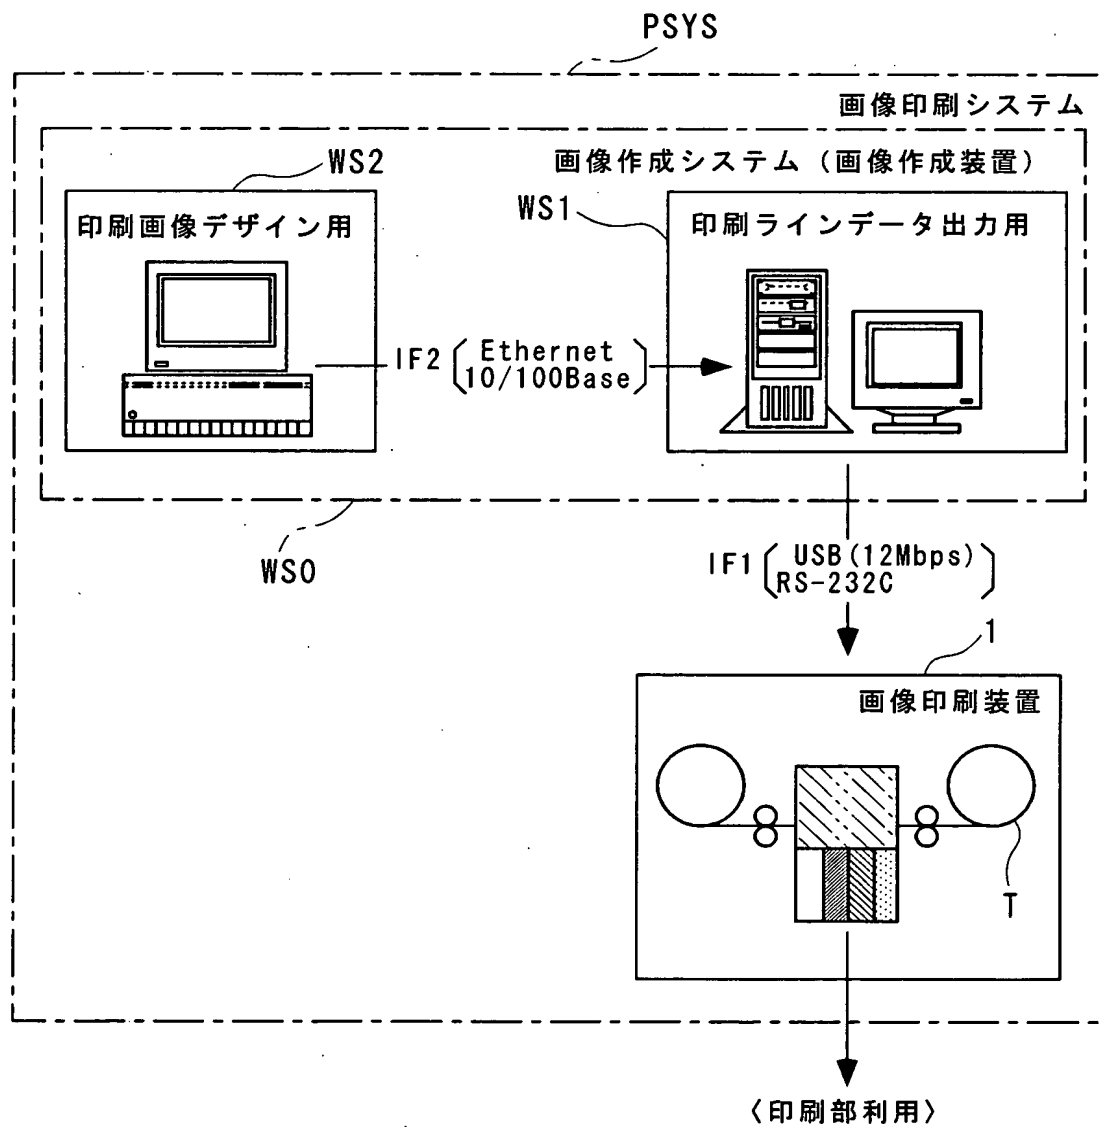 PSYS
画像印刷システム
WS2
画像作成システム（画像作成装置）
WS1
印刷画像デザイン用
印刷ラインデータ出力用
IF2
Ethernet
10/100Base
WS0
IF1
USB(12Mbps)
RS-232C
1
画像印刷装置
T
〈印刷部利用〉